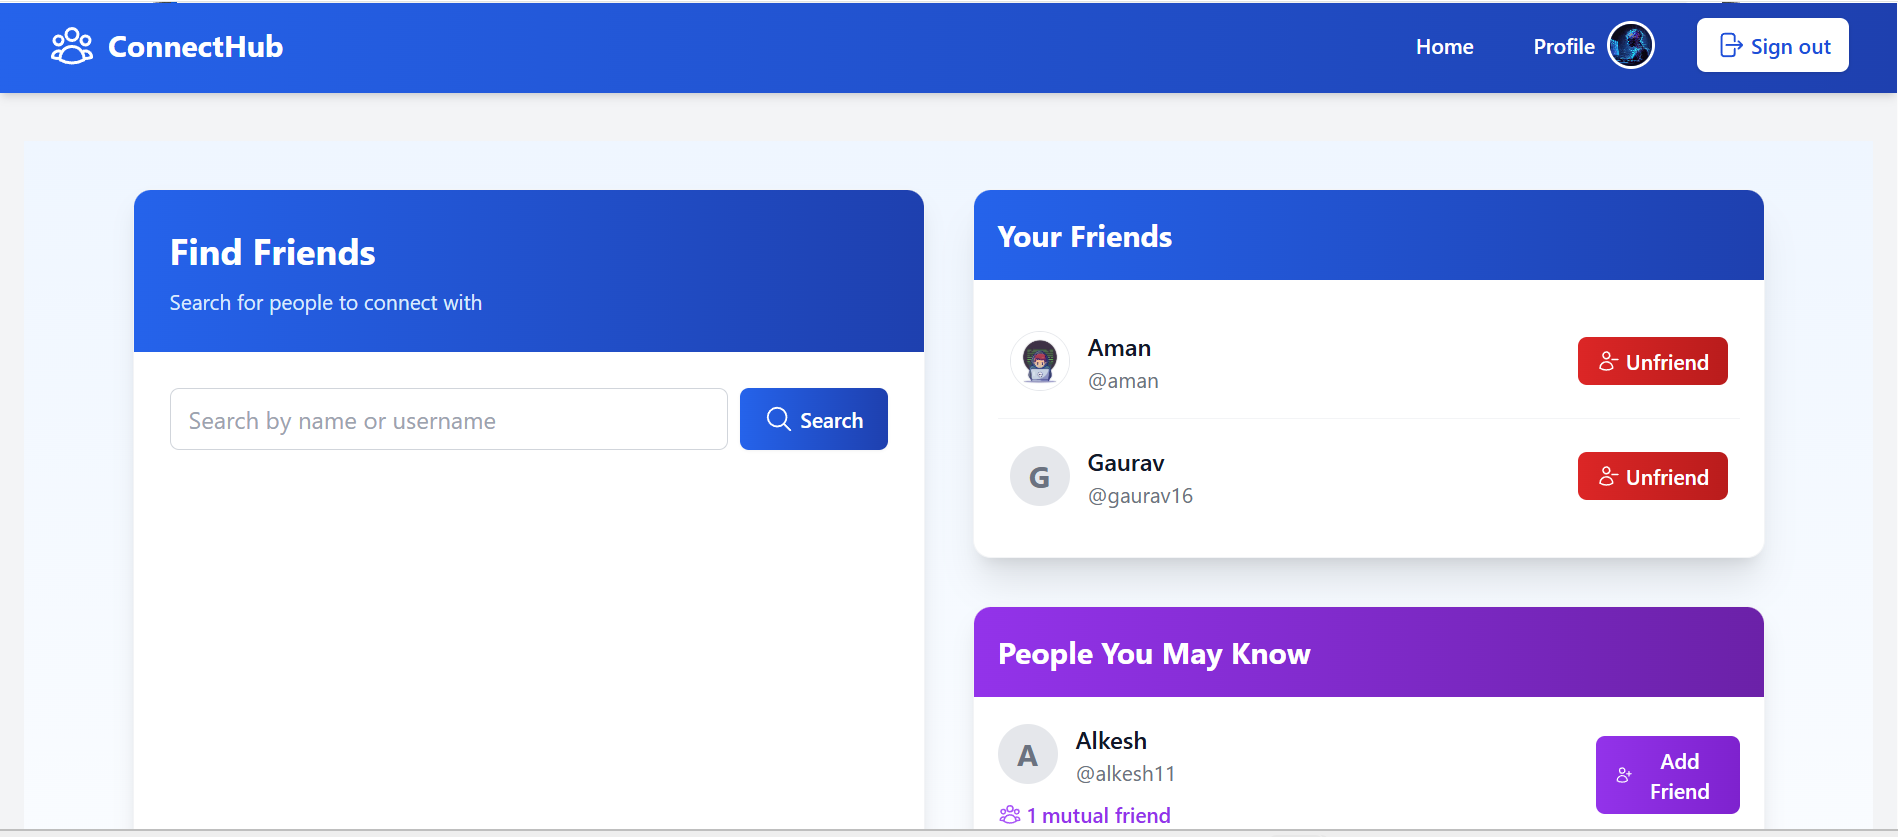 ConnectHub
Home
Profile
Sign out
Find Friends
Search for people to connect with
Search by name or username
Search
Your Friends
Aman
@aman
Unfriend
G
Gaurav
@gaurav16
Unfriend
People You May Know
A
Alkesh
@alkesh11
1 mutual friend
Add
Friend